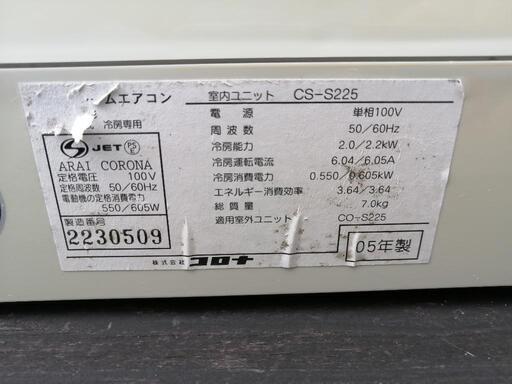 ムエアコン
冷房専用
JET PS E
ARAI CORONA
定格電圧 100V
定格周波数 50/60Hz
電動機の定格消費電力
550/605W
製造番号
2230509
室内ユニット CS-S225
電源 単相100V
周波数 50/60Hz
冷房能力 2.0/2.2kW
冷房運転電流 6.04/6.05A
冷房消費電力 0.550/0.605kW
エネルギー消費効率 3.64/3.64
総質量 7.0kg
適用室外ユニット CO-S225
05年製
株式会社コロナ